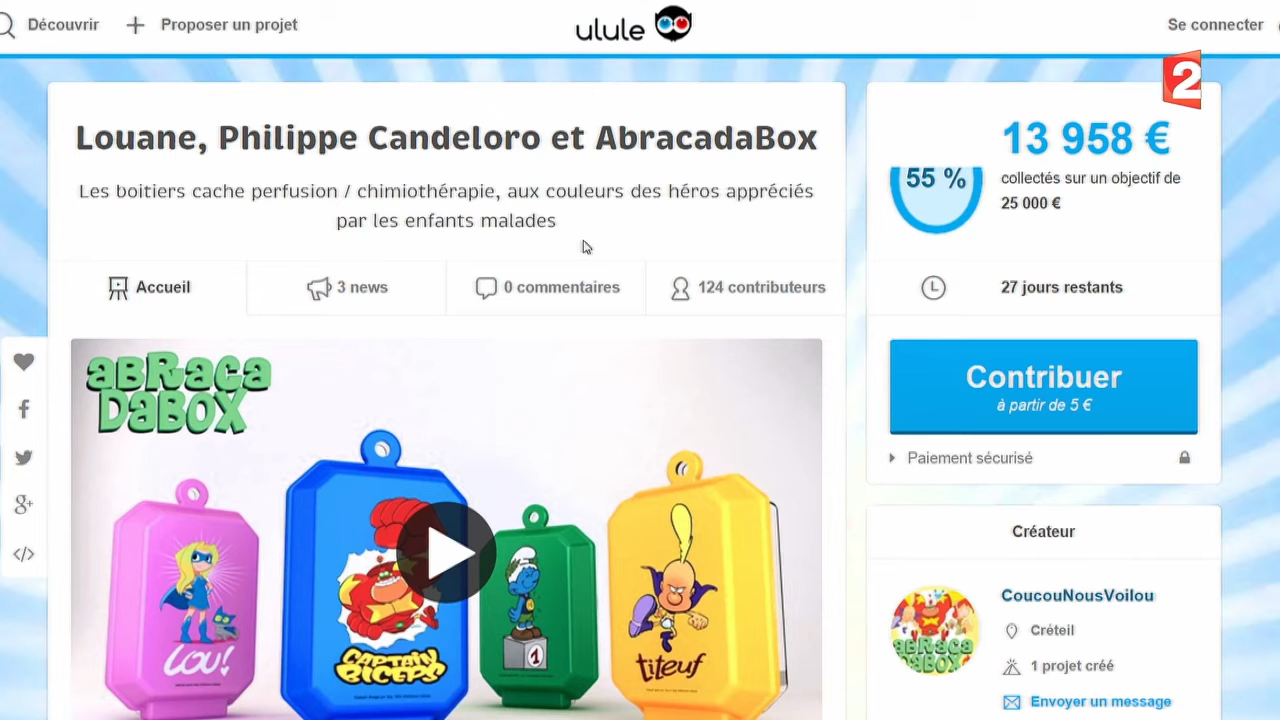 Découvrir
Proposer un projet
ulule
Se connecter
2
Louane, Philippe Candeloro et AbracadaBox
Les boitiers cache perfusion / chimiothérapie, aux couleurs des héros appréciés
par les enfants malades
13 958 €
55 %
collectés sur un objectif de
25 000 €
Accueil
3 news
0 commentaires
124 contributeurs
27 jours restants
Contribuer
à partir de 5 €
Paiement sécurisé
abRaca
DaBOX
LOU!
CAPTAIN
BICEPS
1
titeuf
Créateur
CoucouNousVoilou
Créteil
1 projet créé
Envoyer un message
abRaca
DaBOX
g+